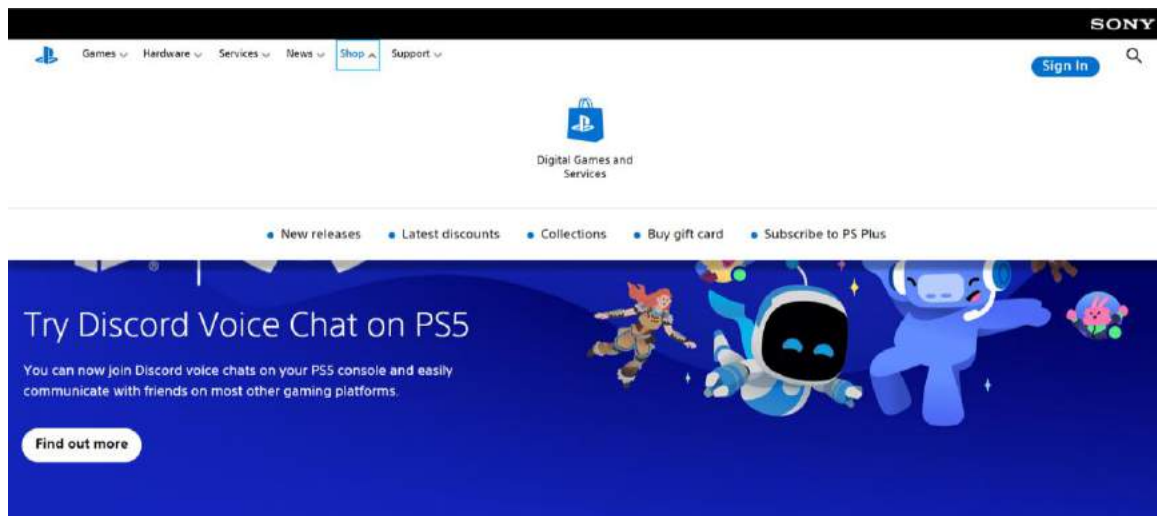 SONY
Games Hardware Services News Shop Support
Sign In
Digital Games and
Services
New releases Latest discounts Collections Buy gift card Subscribe to PS Plus
®
Try Discord Voice Chat on PS5
You can now join Discord voice chats on your PS5 console and easily
communicate with friends on most other gaming platforms.
Find out more